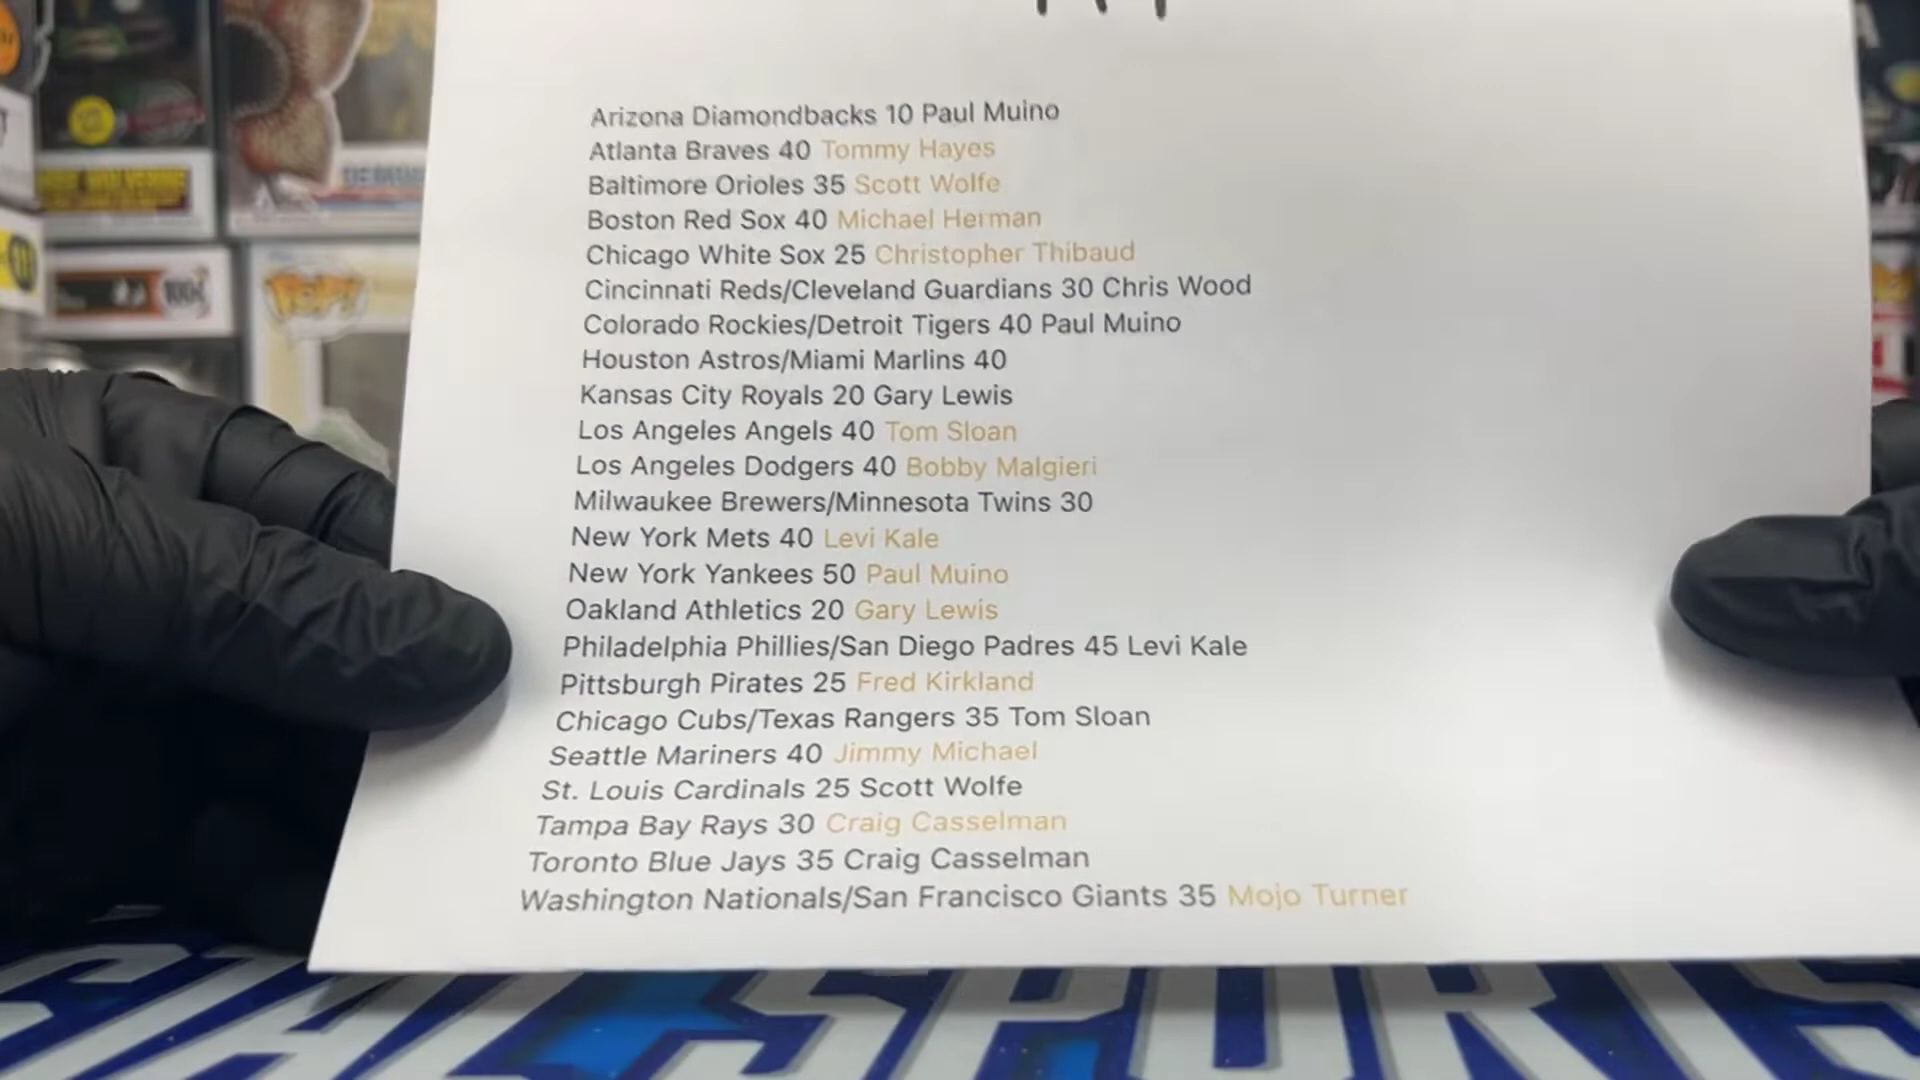 Arizona Diamondbacks 10 Paul Muino
Atlanta Braves 40 Tommy Hayes
Baltimore Orioles 35 Scott Wolfe
Boston Red Sox 40 Michael Herman
Chicago White Sox 25 Christopher Thibaud
Cincinnati Reds/Cleveland Guardians 30 Chris Wood
Colorado Rockies/Detroit Tigers 40 Paul Muino
Houston Astros/Miami Marlins 40
Kansas City Royals 20 Gary Lewis
Los Angeles Angels 40 Tom Sloan
Los Angeles Dodgers 40 Bobby Malgieri
Milwaukee Brewers/Minnesota Twins 30
New York Mets 40 Levi Kale
New York Yankees 50 Paul Muino
Oakland Athletics 20 Gary Lewis
Philadelphia Phillies/San Diego Padres 45 Levi Kale
Pittsburgh Pirates 25 Fred Kirkland
Chicago Cubs/Texas Rangers 35 Tom Sloan
Seattle Mariners 40 Jimmy Michael
St. Louis Cardinals 25 Scott Wolfe
Tampa Bay Rays 30 Craig Casselman
Toronto Blue Jays 35 Craig Casselman
Washington Nationals/San Francisco Giants 35 Mojo Turner
POP!